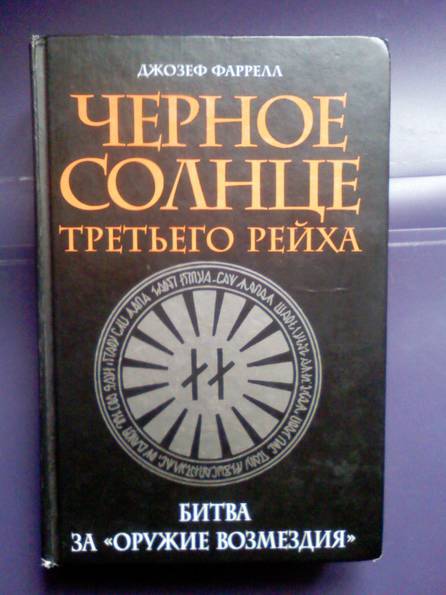 ДЖОЗЕФ ФАРРЕЛЛ
ЧЕРНОЕ
СОЛНЦЕ
ТРЕТЬЕГО РЕЙХА
БИТВА
ЗА «ОРУЖИЕ ВОЗМЕЗДИЯ»